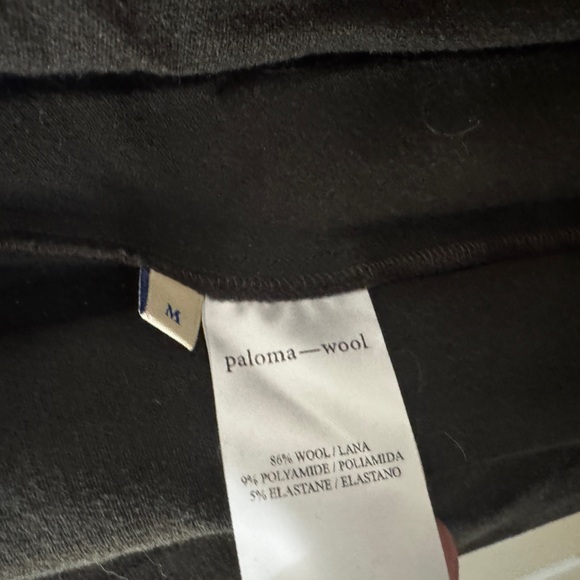 M
paloma—wool
86% WOOL / LANA
9% POLYAMIDE / POLIAMIDA
5% ELASTANE / ELASTANO